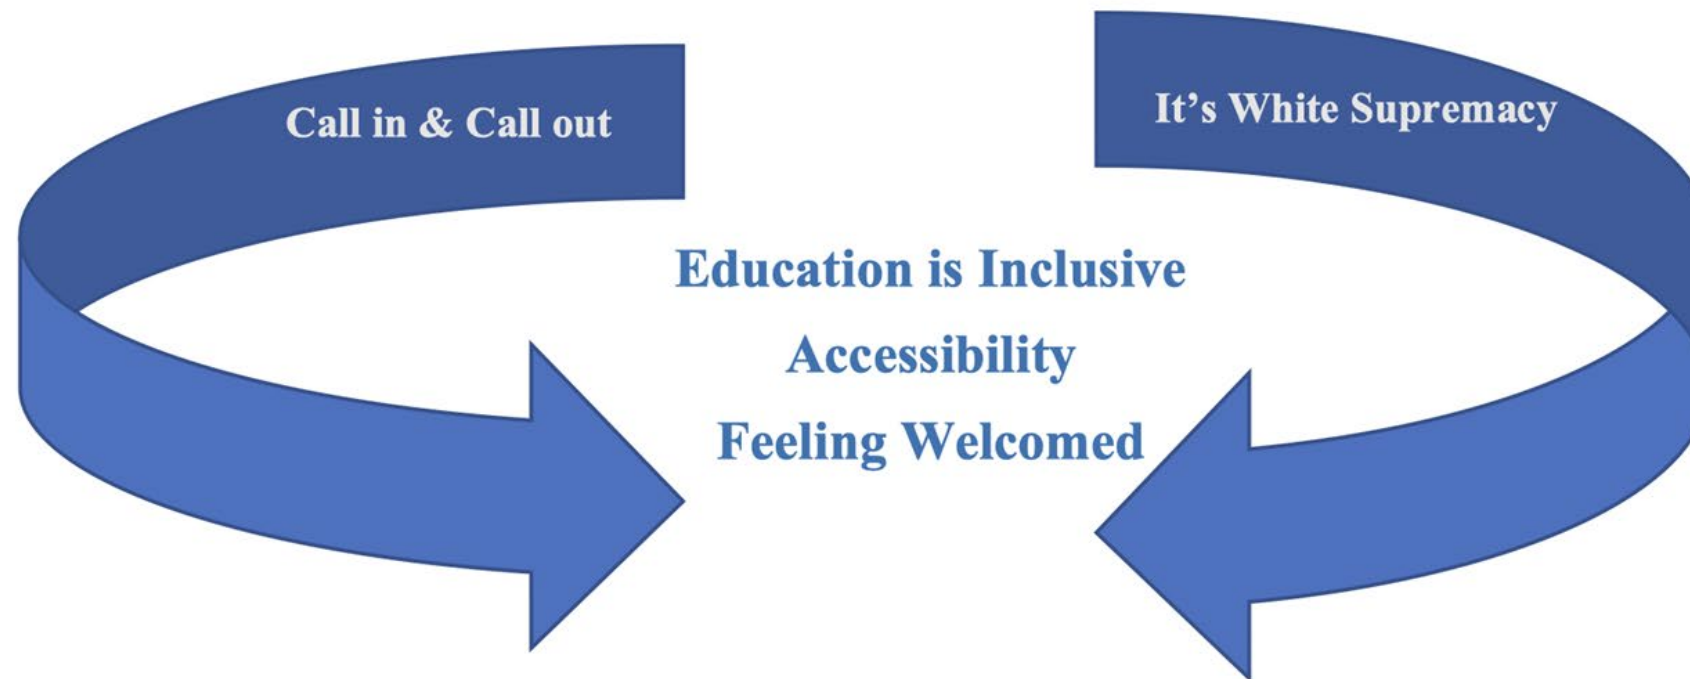 Call in & Call out
It’s White Supremacy
Education is Inclusive
Accessibility
Feeling Welcomed